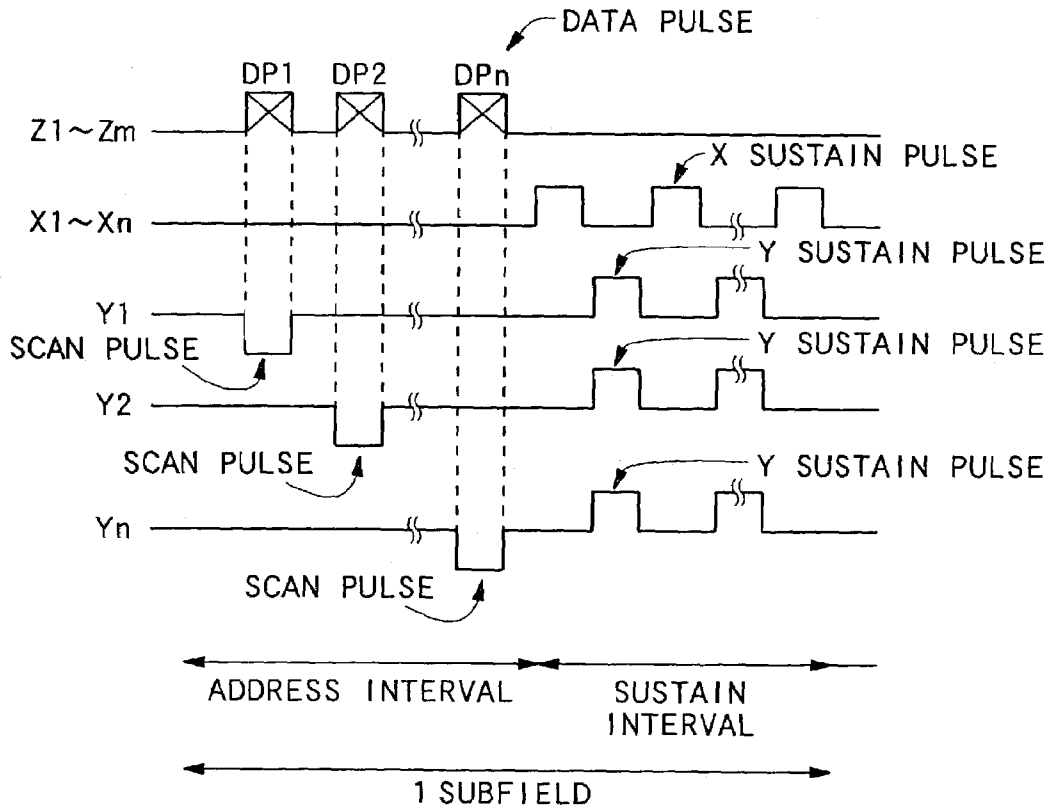 DATA PULSE
DP1 DP2 DPn
Z1~Zm
X SUSTAIN PULSE
X1~Xn
Y SUSTAIN PULSE
Y1
SCAN PULSE
Y SUSTAIN PULSE
Y2
SCAN PULSE
Y SUSTAIN PULSE
Yn
SCAN PULSE
ADDRESS INTERVAL
SUSTAIN
INTERVAL
1 SUBFIELD